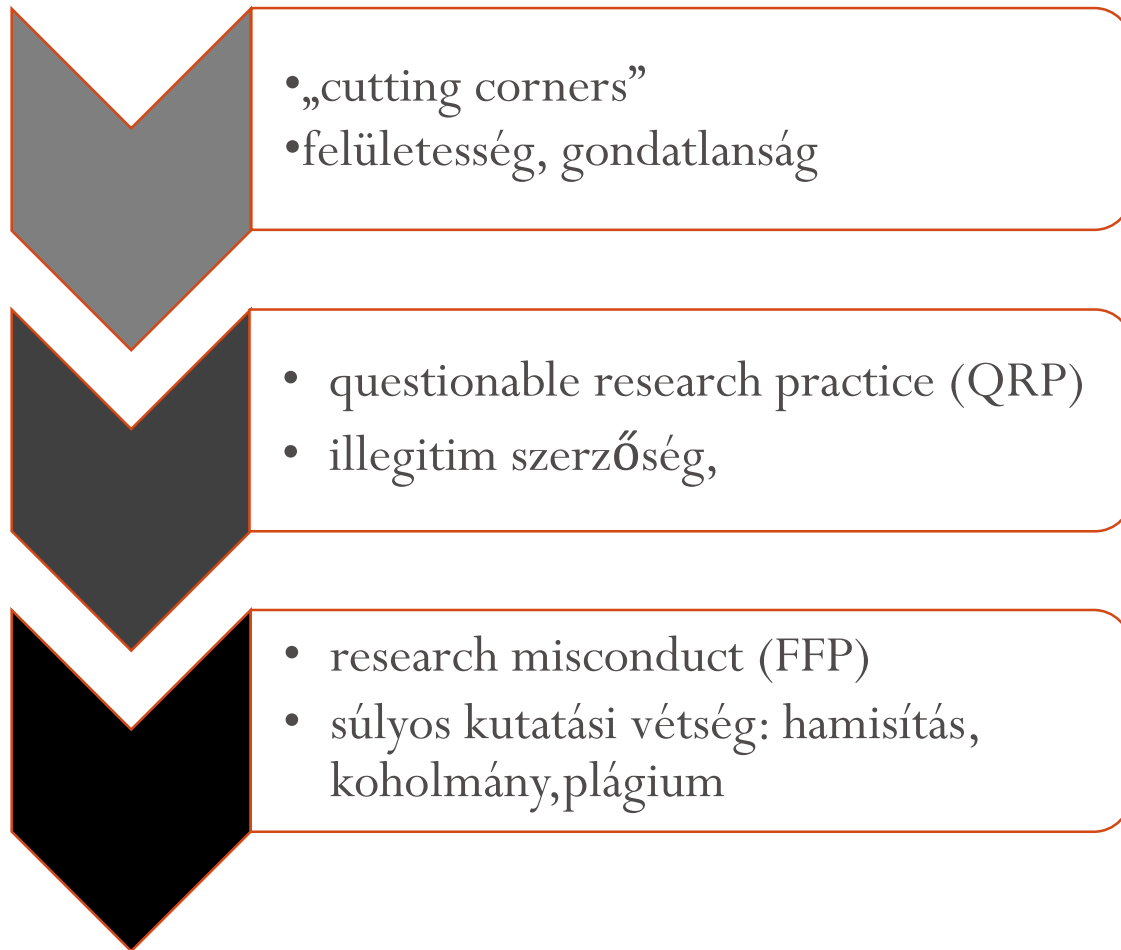 •„cutting corners”
•felületesség, gondatlanság
• questionable research practice (QRP)
• illegitim szerzőség,
• research misconduct (FFP)
• súlyos kutatási vétség: hamisítás,
koholmány,plágium